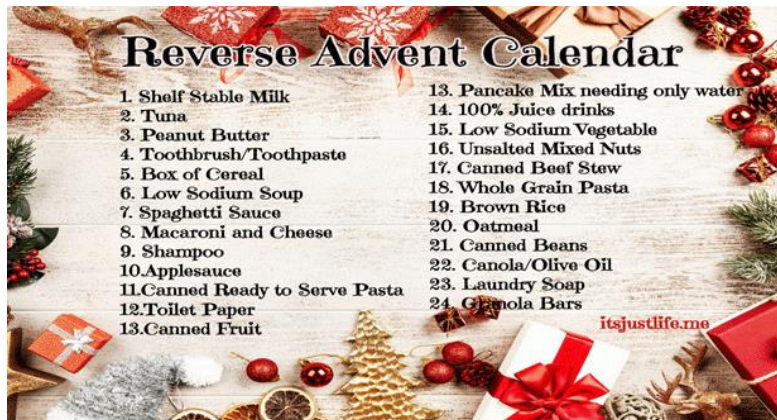 Reverse Advent Calendar
1. Shelf Stable Milk
2. Tuna
3. Peanut Butter
4. Toothbrush/Toothpaste
5. Box of Cereal
6. Low Sodium Soup
7. Spaghetti Sauce
8. Macaroni and Cheese
9. Shampoo
10.Applesauce
11.Canned Ready to Serve Pasta
12.Toilet Paper
13.Canned Fruit
13. Pancake Mix needing only water
14. 100% Juice drinks
15. Low Sodium Vegetable
16. Unsalted Mixed Nuts
17. Canned Beef Stew
18. Whole Grain Pasta
19. Brown Rice
20. Oatmeal
21. Canned Beans
22. Canola/Olive Oil
23. Laundry Soap
24. Granola Bars
itsjustlife.me